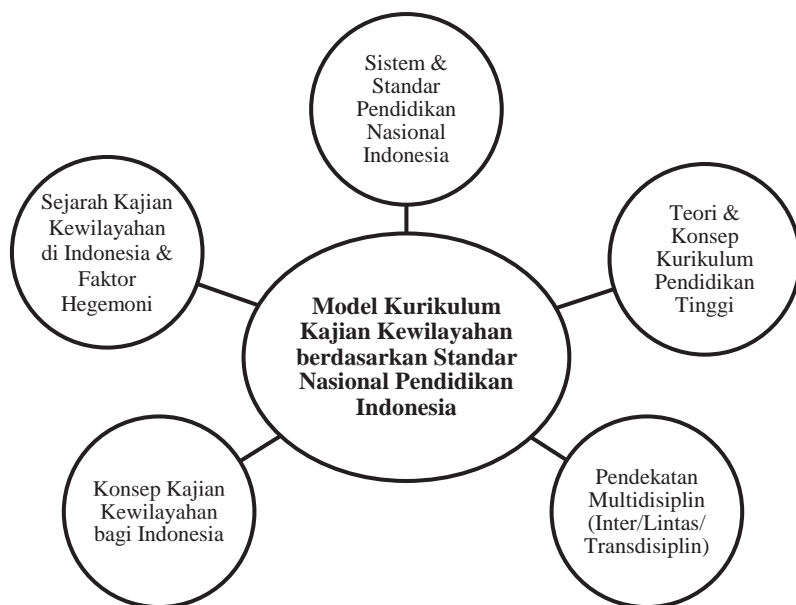 Sistem &
Standar
Pendidikan
Nasional
Indonesia
Sejarah Kajian
Kewilayahan
di Indonesia &
Faktor
Hegemoni
Teori &
Konsep
Kurikulum
Pendidikan
Tinggi
Model Kurikulum
Kajian Kewilayahan
berdasarkan Standar
Nasional Pendidikan
Indonesia
Konsep Kajian
Kewilayahan
bagi Indonesia
Pendekatan
Multidisiplin
(Inter/Lintas/
Transdisiplin)